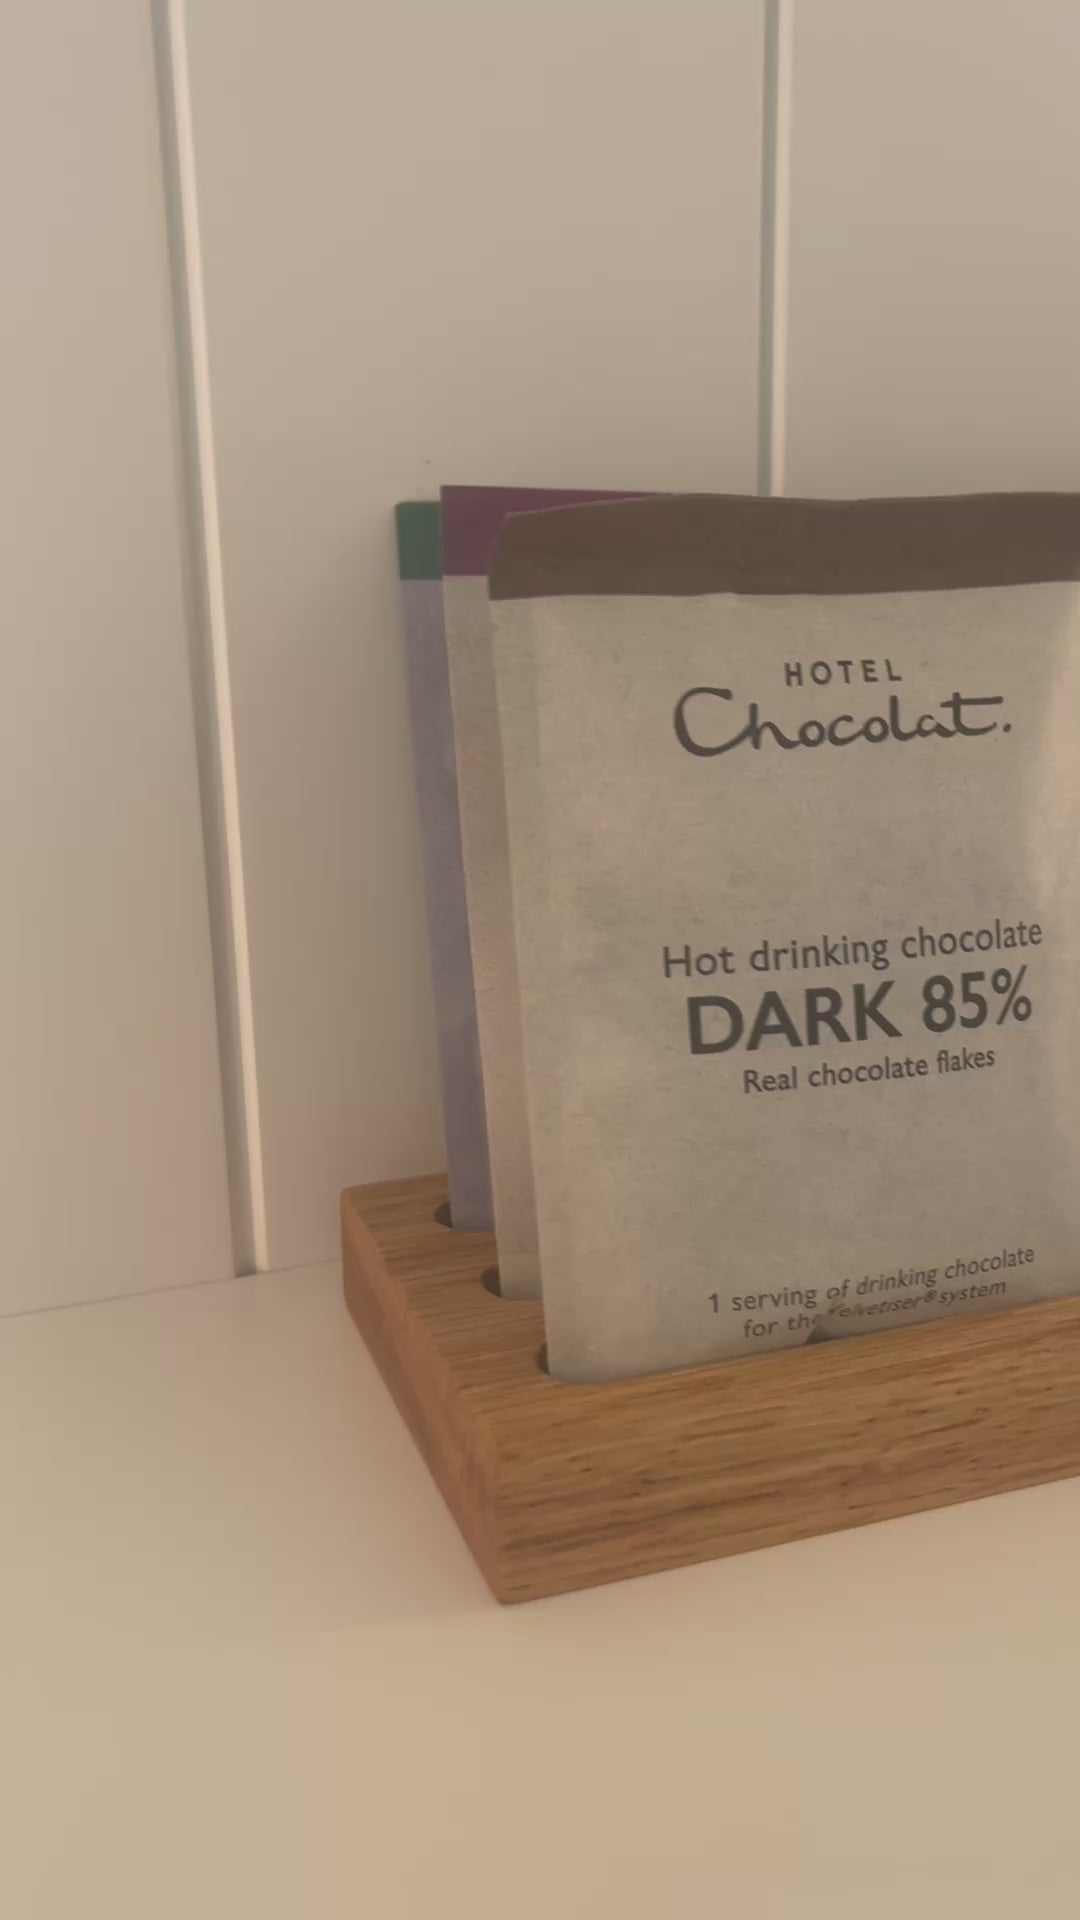 HOTEL
Chocolat.
Hot drinking chocolate
DARK 85%
Real chocolate flakes
1 serving of drinking chocolate
for the Velvetiser® system